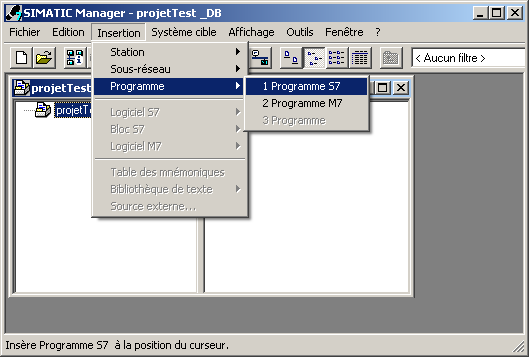 SIMATIC Manager - projetTest _DB
Fichier Edition Insertion Système cible Affichage Outils Fenêtre ?
< Aucun filtre >
Station
Sous-réseau
Programme
1 Programme S7
2 Programme M7
3 Programme
projetTest
projetT
Logiciel S7
Bloc S7
Logiciel M7
Table des mnémoniques
Bibliothèque de texte
Source externe...
Insère Programme S7 à la position du curseur.